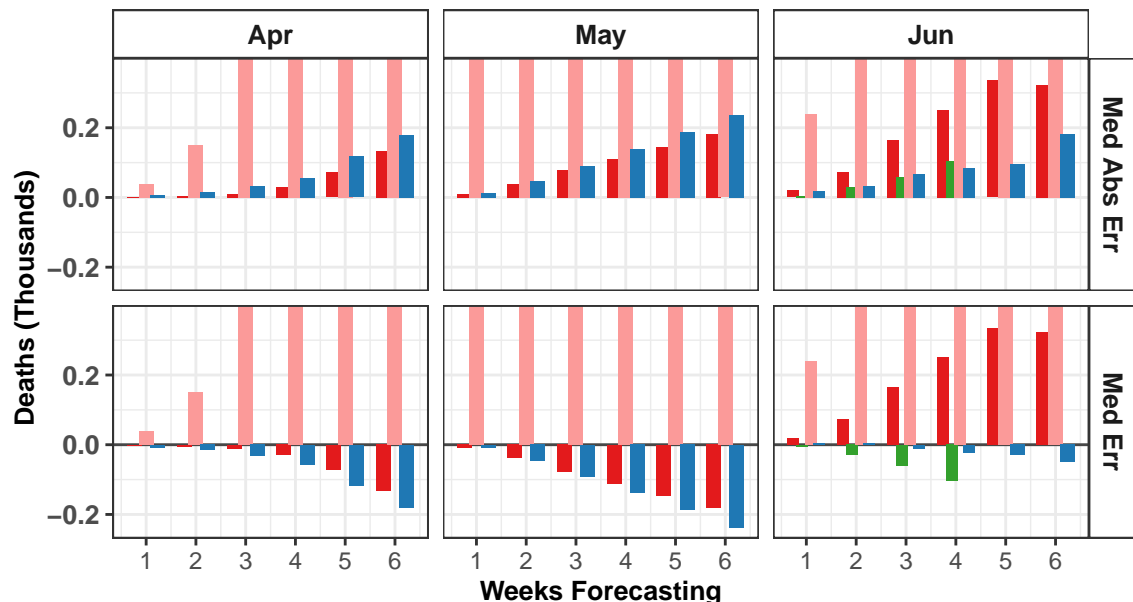 Apr May Jun
Deaths (Thousands)
0.2
0.0
−0.2
Med Abs Err
0.2
0.0
−0.2
Med Err
1 2 3 4 5 6 1 2 3 4 5 6 1 2 3 4 5 6
Weeks Forecasting